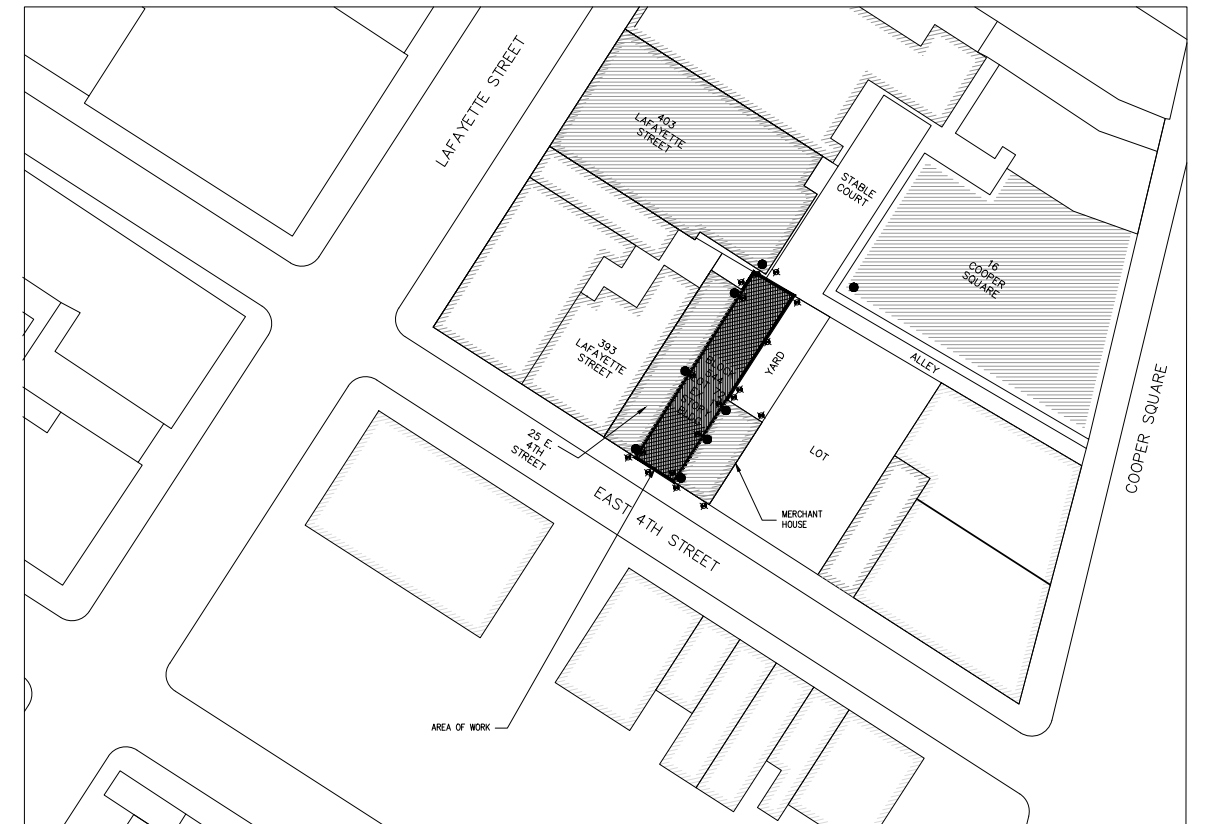 LAFAYETTE STREET
403
LAFAYETTE
STREET
STABLE
COURT
16
COOPER
SQUARE
393
LAFAYETTE
STREET
YARD
ALLEY
COOPER SQUARE
25 E.
4TH
STREET
LOT
EAST 4TH STREET
MERCHANT
HOUSE
AREA OF WORK